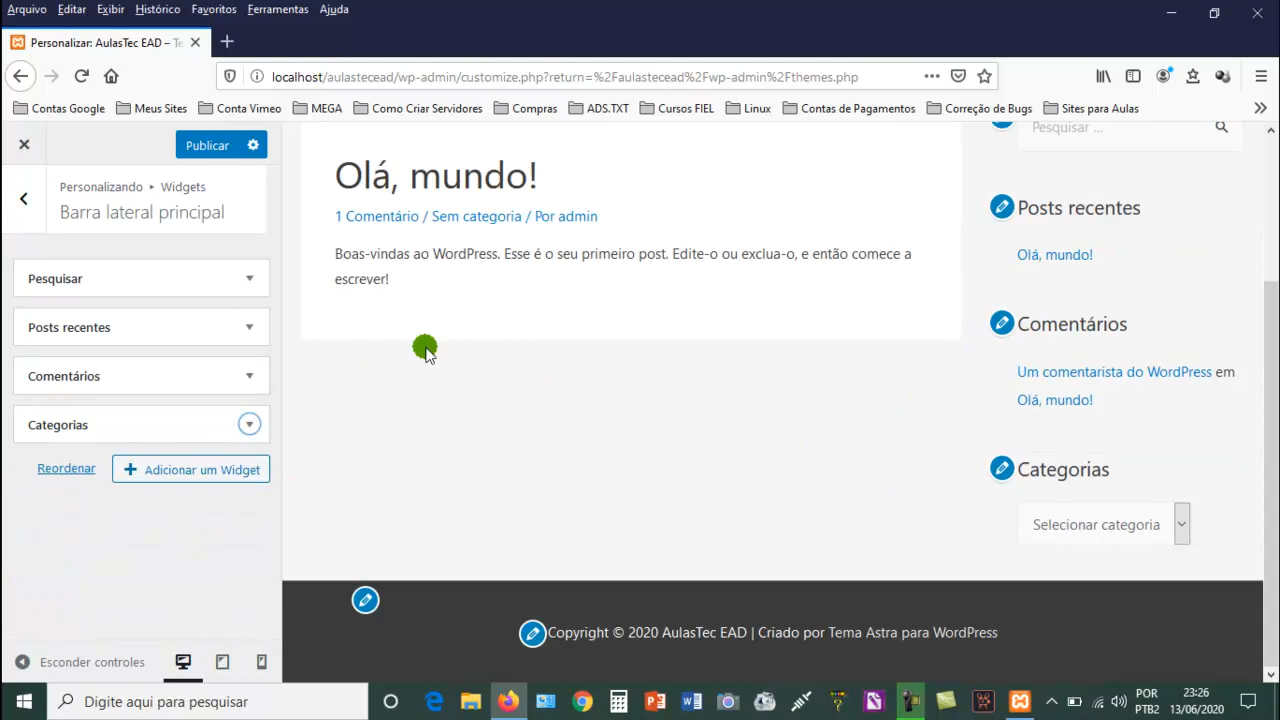 Arquivo Editar Exibir Histórico Favoritos Ferramentas Ajuda
Personalizar: AulasTec EAD – Te
localhost/aulastecead/wp-admin/customize.php?return=%2Faulastecead%2Fwp-admin%2Fthemes.php
Contas Google Meus Sites Conta Vimeo MEGA Como Criar Servidores Compras ADS.TXT Cursos FIEL Linux Contas de Pagamentos Correção de Bugs Sites para Aulas
Publicar
Personalizando ▸ Widgets
Barra lateral principal
Pesquisar
Posts recentes
Comentários
Categorias
Reordenar
+ Adicionar um Widget
Esconder controles
Olá, mundo!
1 Comentário / Sem categoria / Por admin
Boas-vindas ao WordPress. Esse é o seu primeiro post. Edite-o ou exclua-o, e então comece a
escrever!
Pesquisar ...
Posts recentes
Olá, mundo!
Comentários
Um comentarista do WordPress em
Olá, mundo!
Categorias
Selecionar categoria
Copyright © 2020 AulasTec EAD | Criado por Tema Astra para WordPress
Digite aqui para pesquisar
POR
PTB2
23:26
13/06/2020